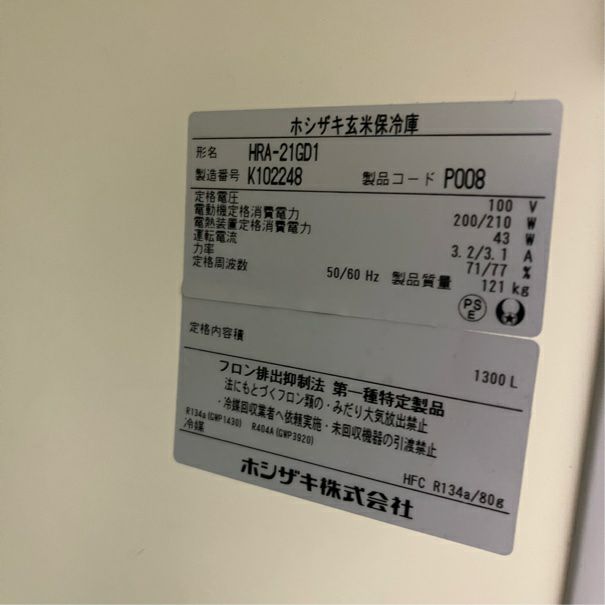 ホシザキ玄米保冷庫
形名 HRA-21GD1
製造番号 K102248 製品コード P008
定格電圧 100 V
電動機定格消費電力 200/210 W
電熱装置定格消費電力 43 W
運転電流 3.2/3.1 A
力率 71/77 %
定格周波数 50/60 Hz 製品質量 121 kg
PS
E
定格内容積 1300 L
フロン排出抑制法 第一種特定製品
法にもとづくフロン類の・みだり大気放出禁止
・冷媒回収業者へ依頼実施・未回収機器の引渡禁止
R134a(GWP1430) R404A(GWP3920)
冷媒 HFC R134a/80g
ホシザキ株式会社